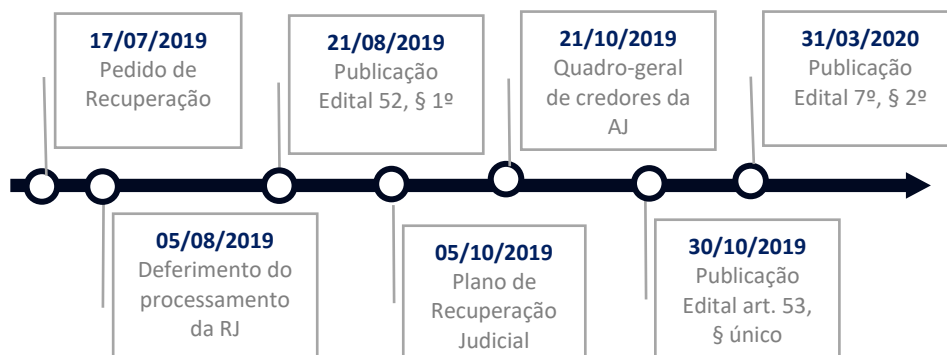 17/07/2019
Pedido de
Recuperação
21/08/2019
Publicação
Edital 52, § 1º
21/10/2019
Quadro-geral
de credores da
AJ
31/03/2020
Publicação
Edital 7º, § 2º
05/08/2019
Deferimento do
processamento
da RJ
05/10/2019
Plano de
Recuperação
Judicial
30/10/2019
Publicação
Edital art. 53,
§ único